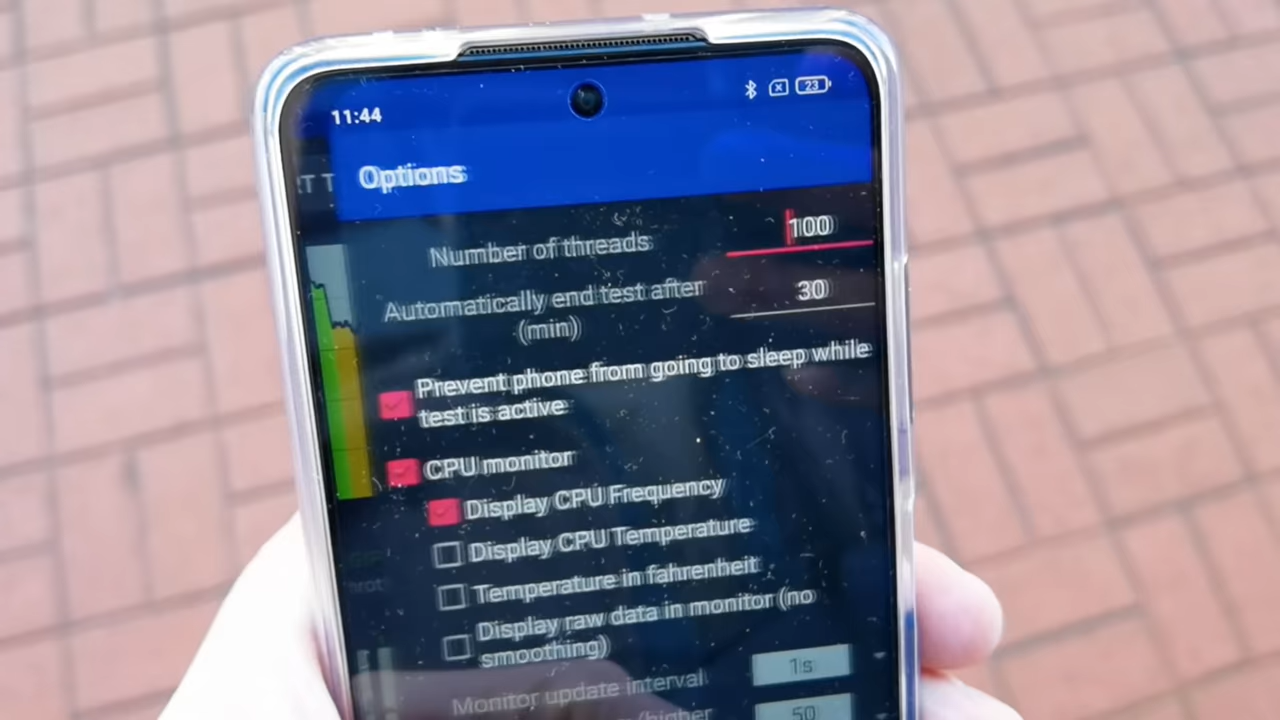 11:44
23
Options
Number of threads 100
Automatically end test after 30
(min)
Prevent phone from going to sleep while
test is active
CPU monitor
Display CPU Frequency
Display CPU Temperature
Temperature in fahrenheit
Display raw data in monitor (no
smoothing)
Monitor update interval 1s
(higher 50